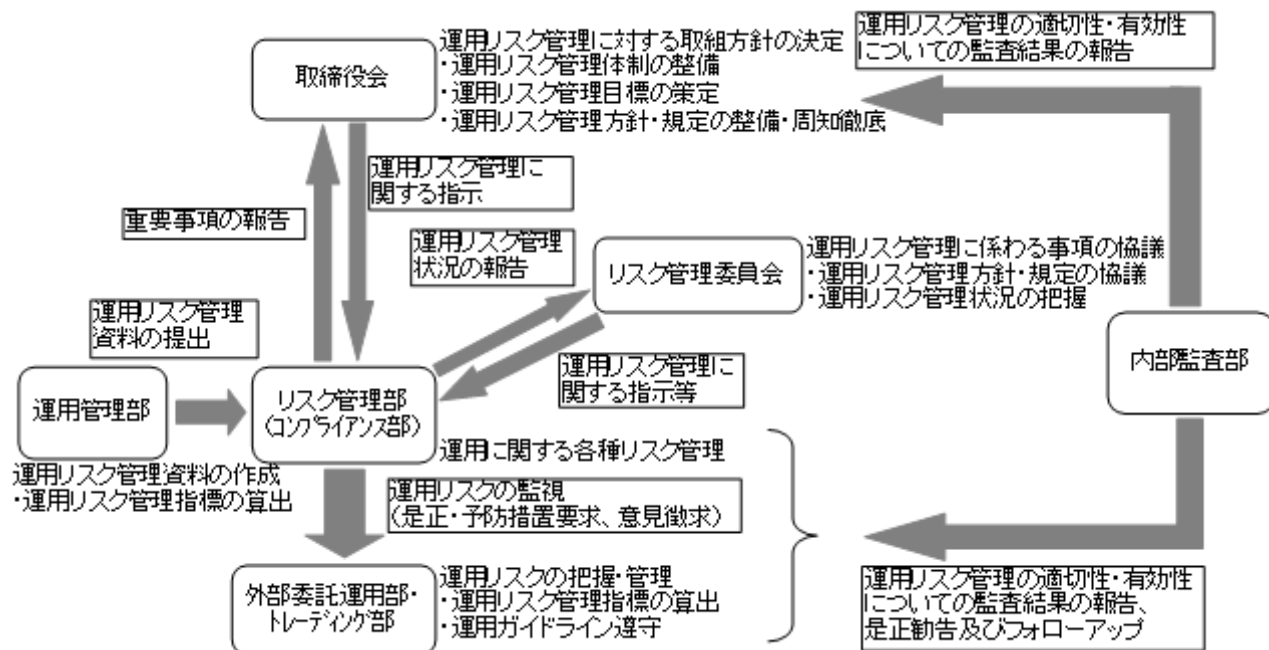 運用リスク管理に対する取組方針の決定
・運用リスク管理体制の整備
・運用リスク管理目標の策定
・運用リスク管理方針・規定の整備・周知徹底
取締役会
運用リスク管理の適切性・有効性
についての監査結果の報告
運用リスク管理に
関する指示
重要事項の報告
運用リスク管理
状況の報告
リスク管理委員会
運用リスク管理に係わる事項の協議
・運用リスク管理方針・規定の協議
・運用リスク管理状況の把握
運用リスク管理
資料の提出
内部監査部
運用リスク管理に
関する指示等
運用管理部
リスク管理部
(コンプライアンス部)
運用に関する各種リスク管理
運用リスク管理資料の作成
・運用リスク管理指標の算出
運用リスクの監視
(是正・予防措置要求、意見徴求)
外部委託運用部・
トレーディング部
運用リスクの把握・管理
・運用リスク管理指標の算出
・運用ガイドライン遵守
運用リスク管理の適切性・有効性
についての監査結果の報告、
是正勧告及びフォローアップ